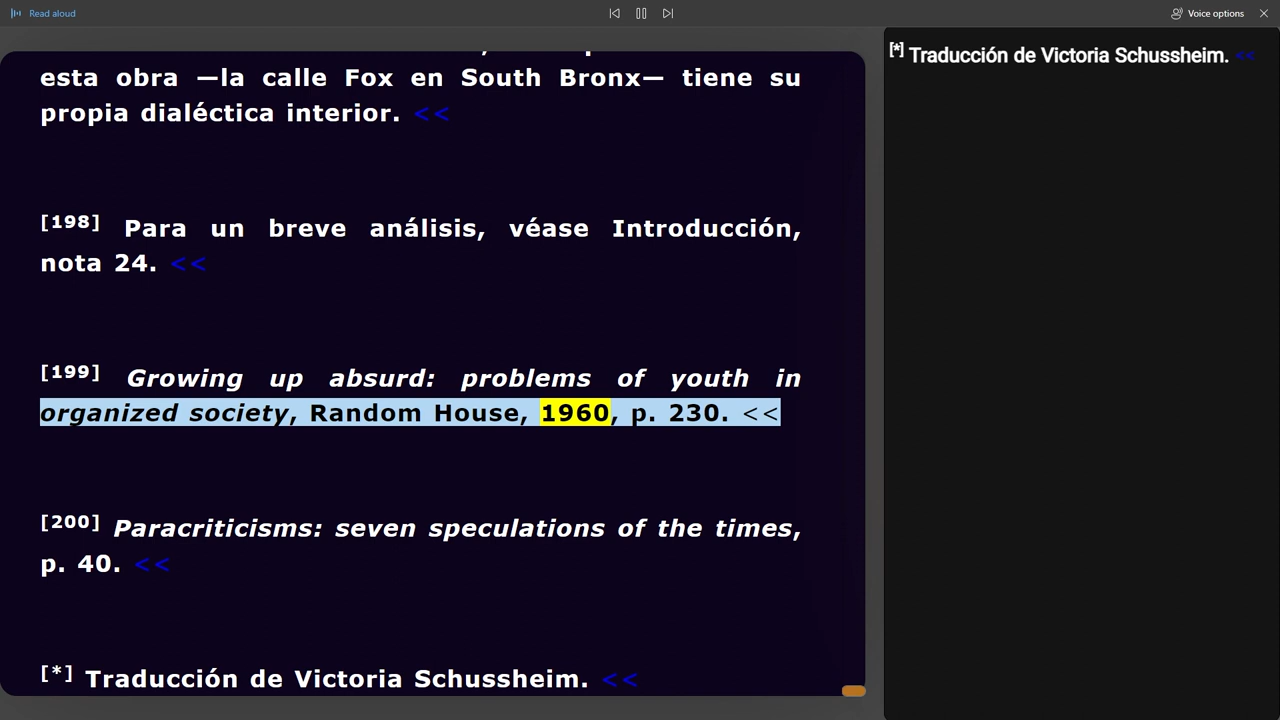 Read aloud
Voice options
esta obra —la calle Fox en South Bronx— tiene su
propia dialéctica interior. <<
[198] Para un breve análisis, véase Introducción,
nota 24. <<
[199] Growing up absurd: problems of youth in
organized society, Random House, 1960, p. 230. <<
[200] Paracriticisms: seven speculations of the times,
p. 40. <<
[*] Traducción de Victoria Schussheim. <<
[*] Traducción de Victoria Schussheim. <<